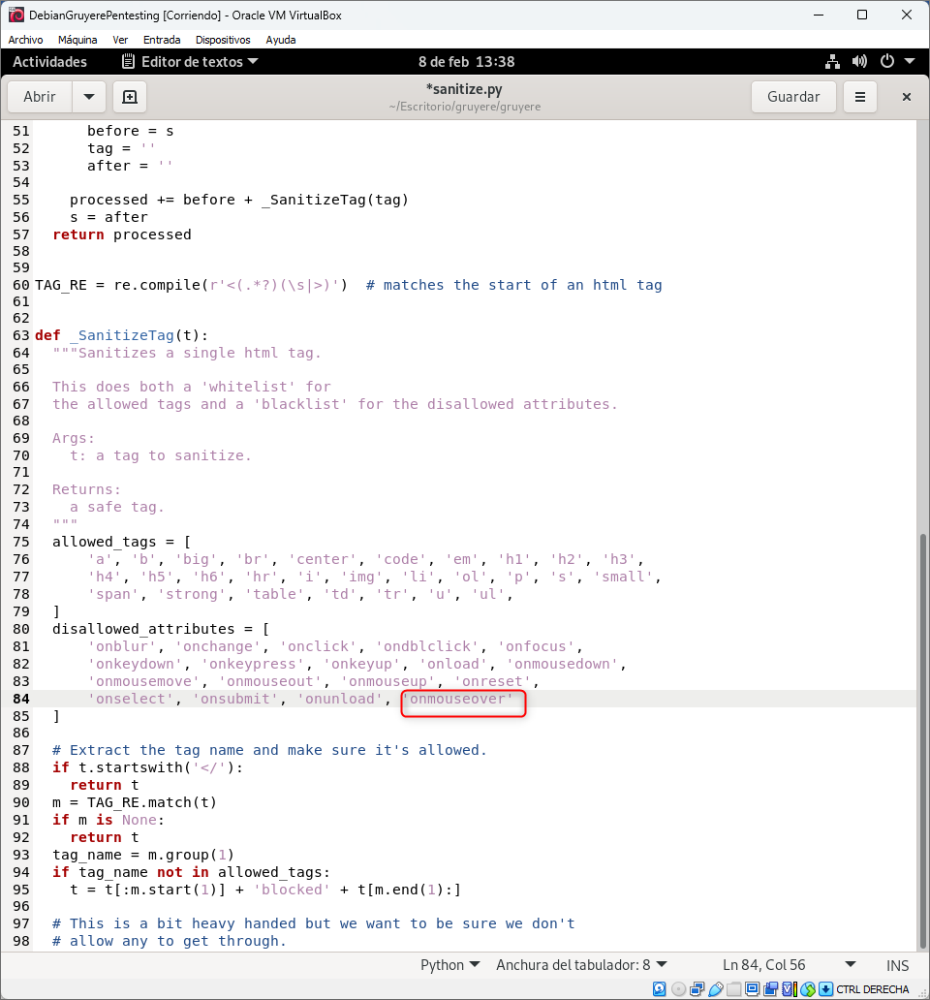 DebianGruyerePentesting [Corriendo] - Oracle VM VirtualBox
Archivo Máquina Ver Entrada Dispositivos Ayuda
Actividades Editor de textos 8 de feb 13:38
Abrir *sanitize.py Guardar
~/Escritorio/gruyere/gruyere
51 before = s
52 tag = ''
53 after = ''
54
55 processed += before + _SanitizeTag(tag)
56 s = after
57 return processed
58
59
60 TAG_RE = re.compile(r'<(.*?)(\s|>)') # matches the start of an html tag
61
62
63 def _SanitizeTag(t):
64 """Sanitizes a single html tag.
65
66 This does both a 'whitelist' for
67 the allowed tags and a 'blacklist' for the disallowed attributes.
68
69 Args:
70 t: a tag to sanitize.
71
72 Returns:
73 a safe tag.
74 """
75 allowed_tags = [
76 'a', 'b', 'big', 'br', 'center', 'code', 'em', 'h1', 'h2', 'h3',
77 'h4', 'h5', 'h6', 'hr', 'i', 'img', 'li', 'ol', 'p', 's', 'small',
78 'span', 'strong', 'table', 'td', 'tr', 'u', 'ul',
79 ]
80 disallowed_attributes = [
81 'onblur', 'onchange', 'onclick', 'ondblclick', 'onfocus',
82 'onkeydown', 'onkeypress', 'onkeyup', 'onload', 'onmousedown',
83 'onmousemove', 'onmouseout', 'onmouseup', 'onreset',
84 'onselect', 'onsubmit', 'onunload', 'onmouseover'
85 ]
86
87 # Extract the tag name and make sure it's allowed.
88 if t.startswith('</'):
89 return t
90 m = TAG_RE.match(t)
91 if m is None:
92 return t
93 tag_name = m.group(1)
94 if tag_name not in allowed_tags:
95 t = t[:m.start(1)] + 'blocked' + t[m.end(1):]
96
97 # This is a bit heavy handed but we want to be sure we don't
98 # allow any to get through.
Python Anchura del tabulador: 8 Ln 84, Col 56 INS
CTRL DERECHA